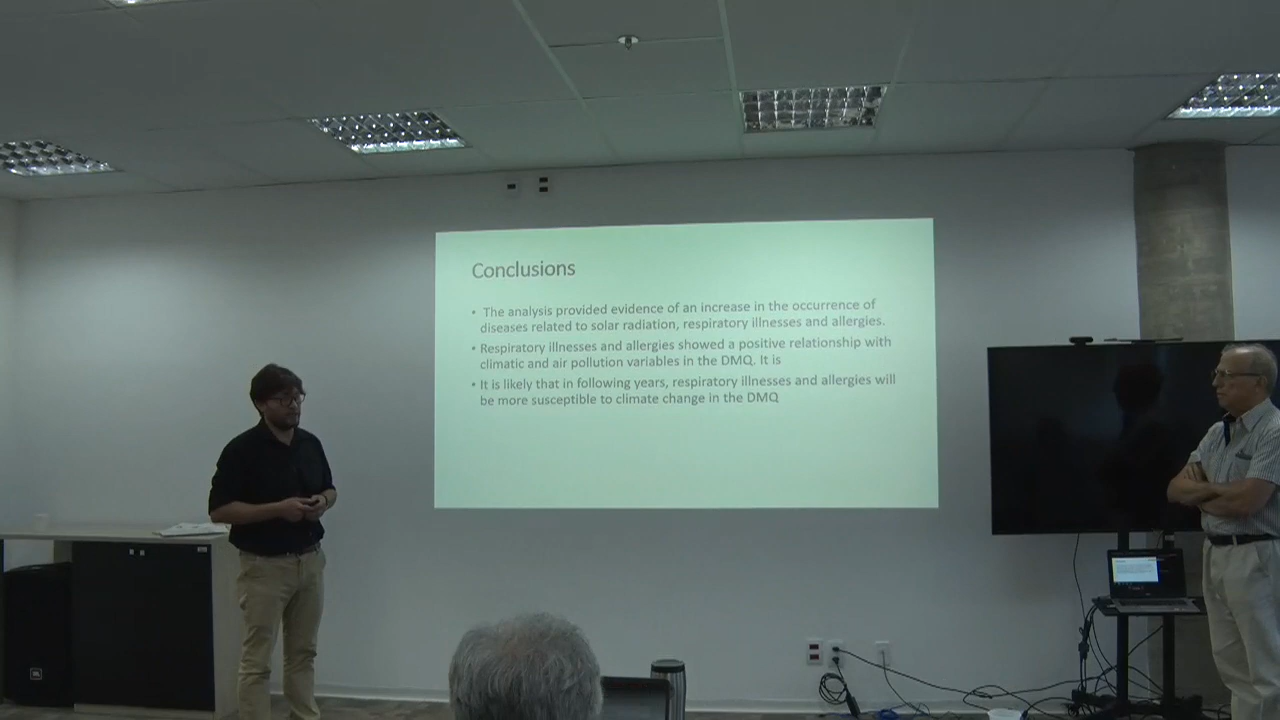 Conclusions
• The analysis provided evidence of an increase in the occurrence of
diseases related to solar radiation, respiratory illnesses and allergies.
• Respiratory illnesses and allergies showed a positive relationship with
climatic and air pollution variables in the DMQ. It is
• It is likely that in following years, respiratory illnesses and allergies will
be more susceptible to climate change in the DMQ
JBL